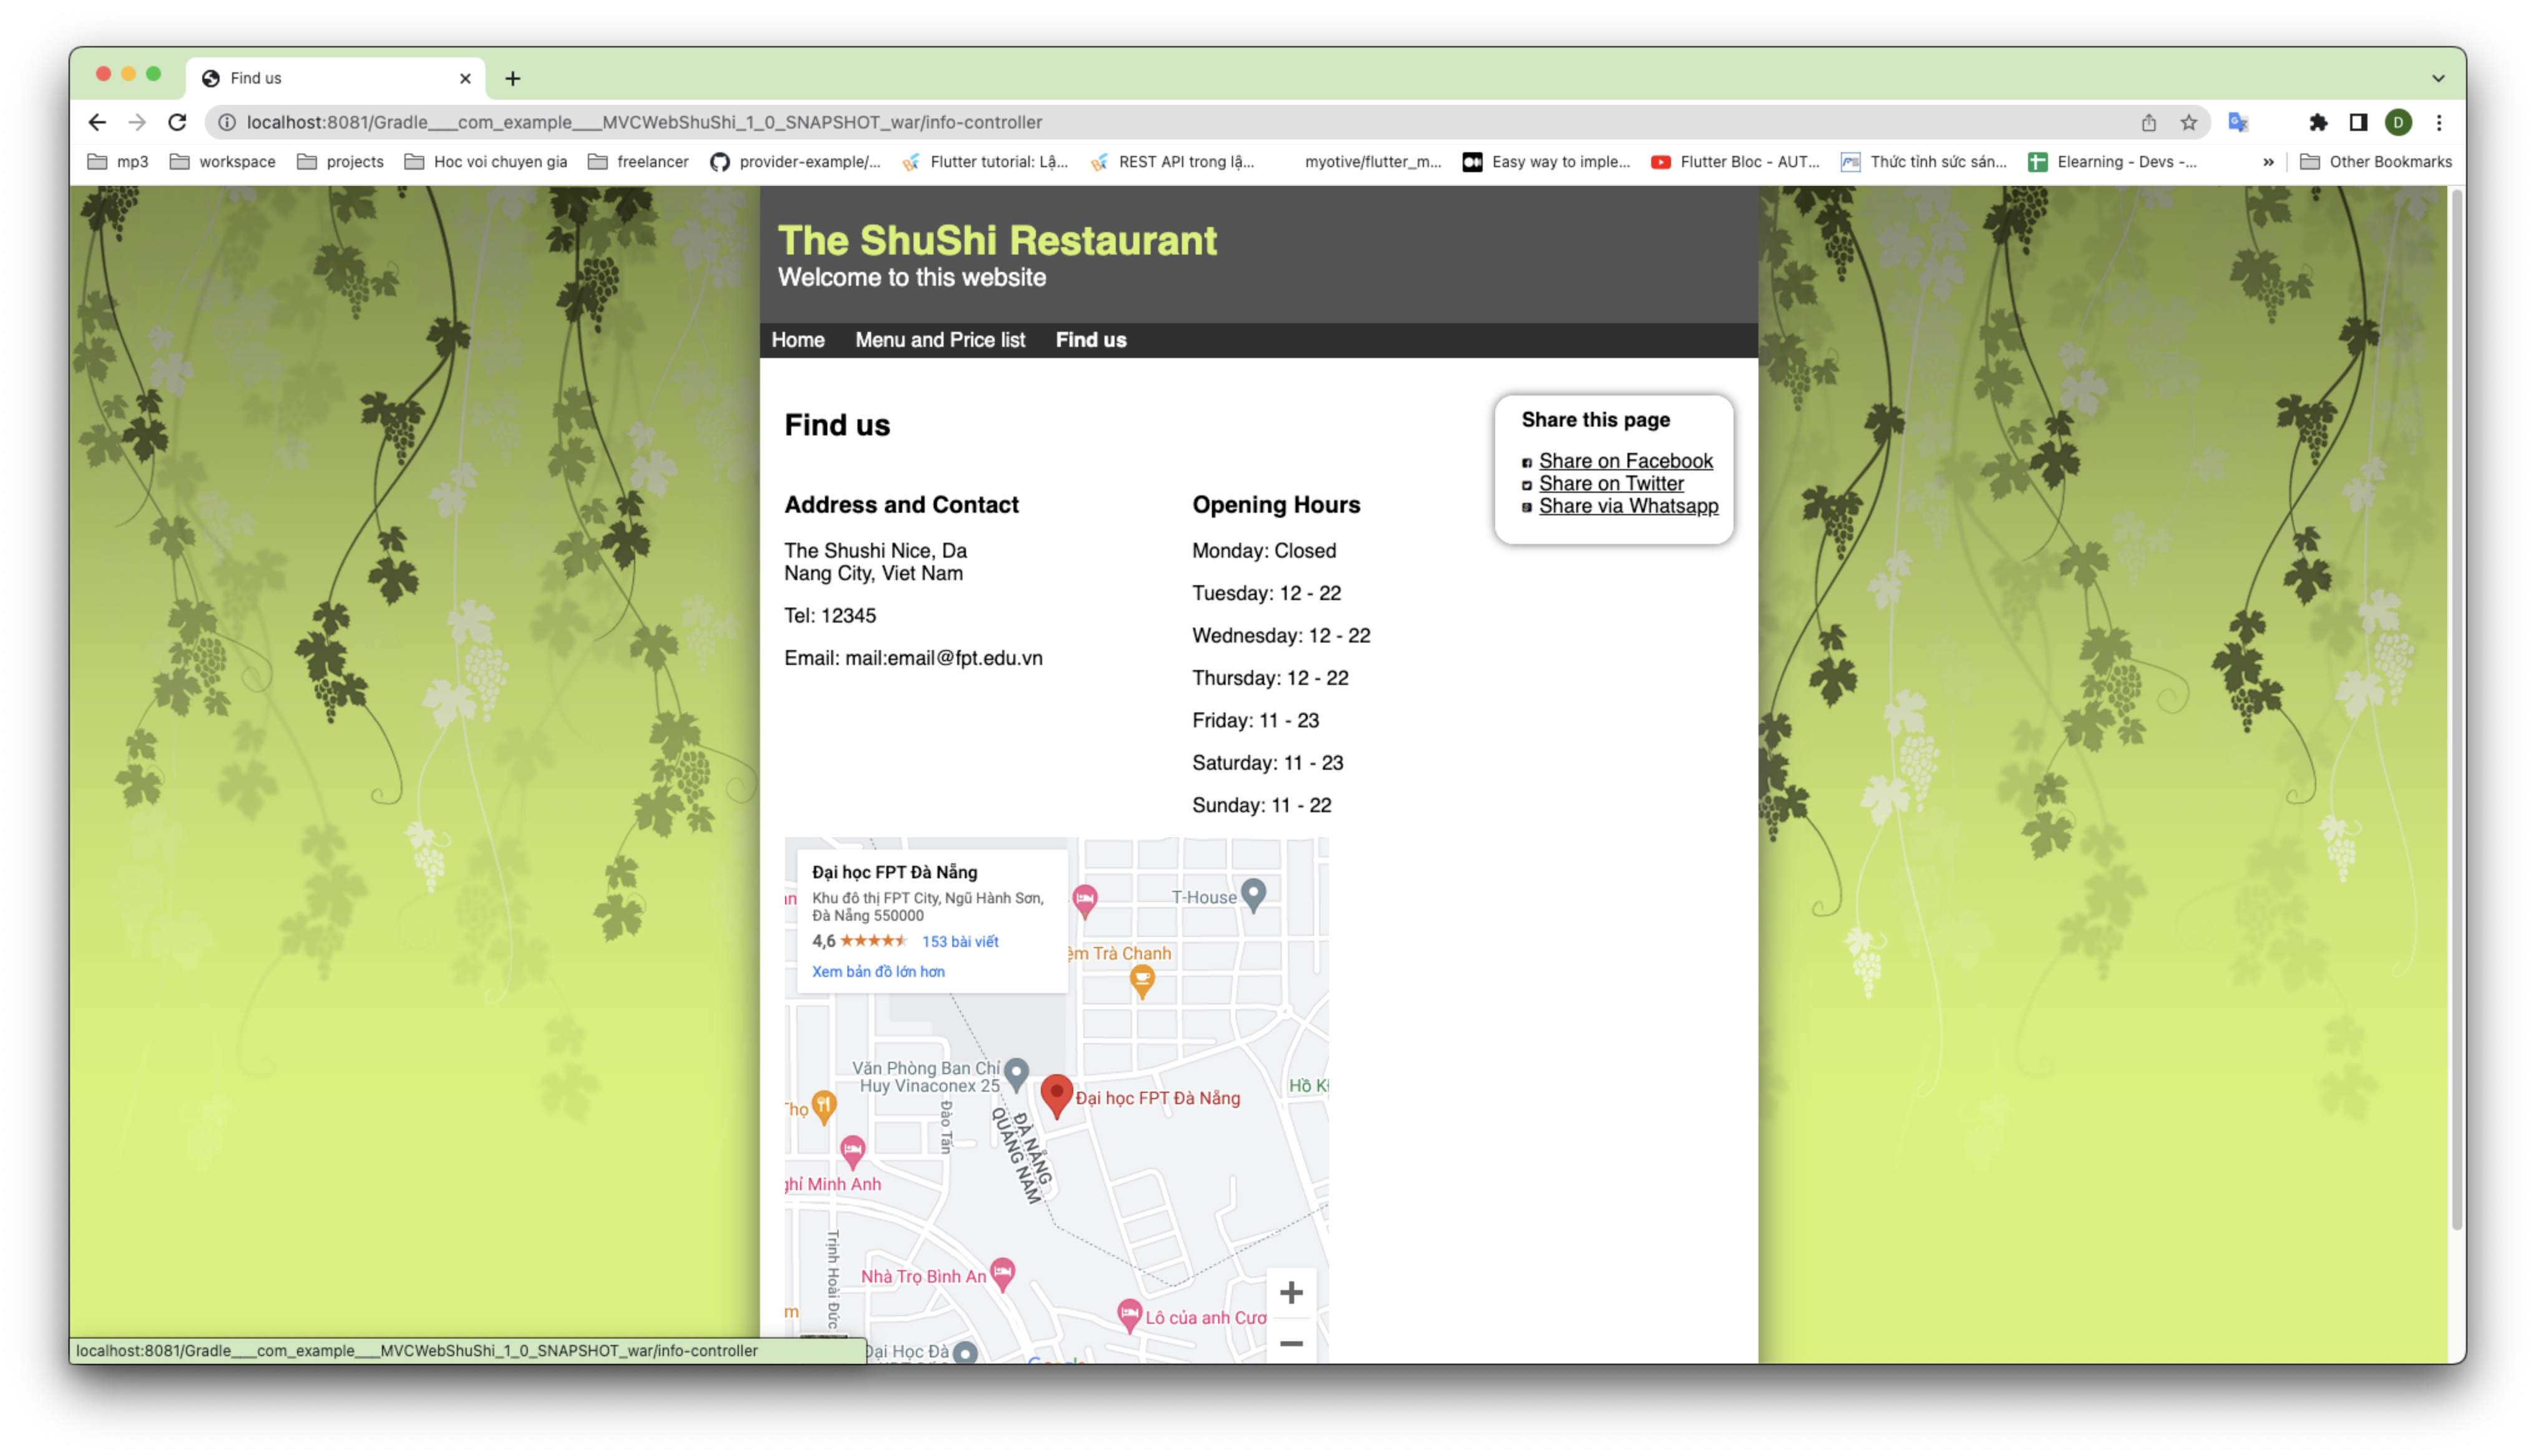 Find us
localhost:8081/Gradle___com_example___MVCWebShuShi_1_0_SNAPSHOT_war/info-controller
D
mp3 workspace projects Hoc voi chuyen gia freelancer provider-example/... Flutter tutorial: Lậ... REST API trong lậ... myotive/flutter_m... Easy way to imple... Flutter Bloc - AUT... Thức tỉnh sức sán... Elearning - Devs -... » Other Bookmarks
The ShuShi Restaurant
Welcome to this website
Home Menu and Price list Find us
Find us
Share this page
Share on Facebook
Share on Twitter
Share via Whatsapp
Address and Contact
The Shushi Nice, Da
Nang City, Viet Nam
Tel: 12345
Email: mail:email@fpt.edu.vn
Opening Hours
Monday: Closed
Tuesday: 12 - 22
Wednesday: 12 - 22
Thursday: 12 - 22
Friday: 11 - 23
Saturday: 11 - 23
Sunday: 11 - 22
Đại học FPT Đà Nẵng
Khu đô thị FPT City, Ngũ Hành Sơn,
Đà Nẵng 550000
4,6 153 bài viết
Xem bản đồ lớn hơn
T-House
Trà Chanh
Văn Phòng Ban Chỉ
Huy Vinaconex 25
Đại học FPT Đà Nẵng
Hồ
Thọ
Đào Tấn
ĐÀ NẴNG
QUẢNG NAM
Minh Anh
Trịnh Hoài Đức
Nhà Trọ Bình An
Lô của anh Cươ
Đại Học Đà
Google
localhost:8081/Gradle___com_example___MVCWebShuShi_1_0_SNAPSHOT_war/info-controller